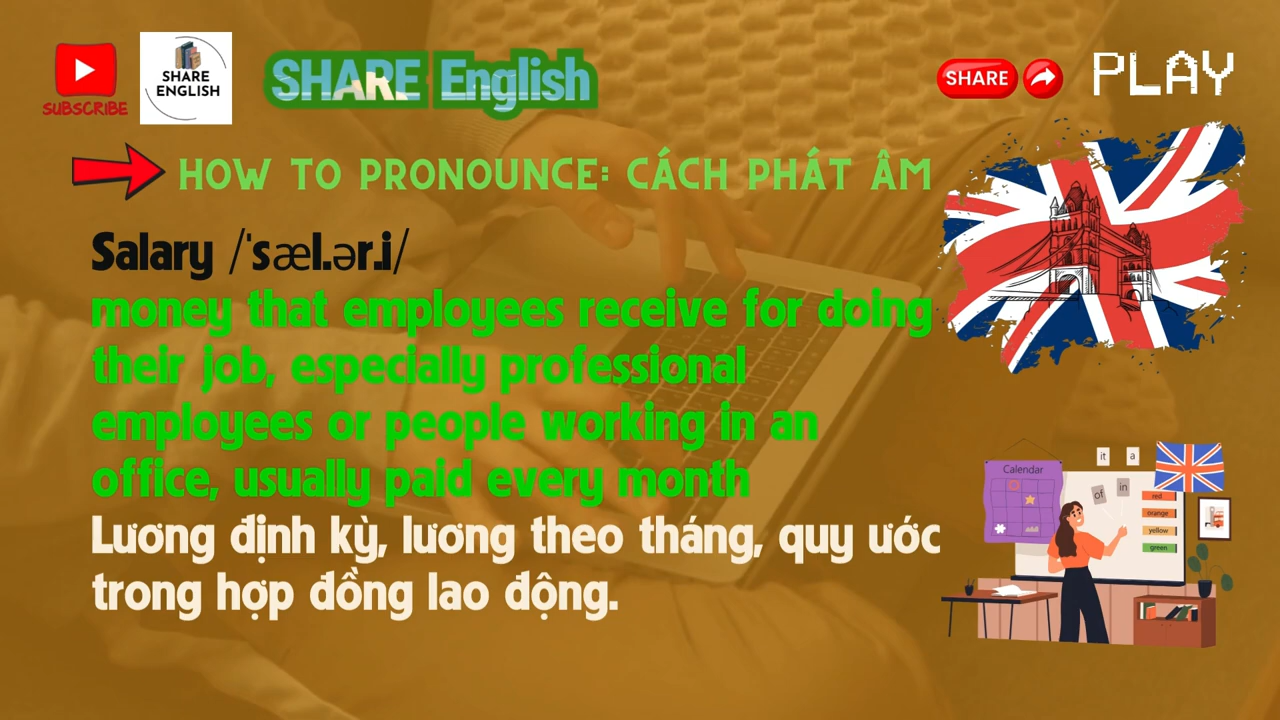 SUBSCRIBE
SHARE
ENGLISH
SHARE English
SHARE
PLAY
HOW TO PRONOUNCE: CÁCH PHÁT ÂM
Salary /ˈsæl.ər.i/
money that employees receive for doing
their job, especially professional
employees or people working in an
office, usually paid every month
Lương định kỳ, lương theo tháng, quy ước
trong hợp đồng lao động.
Calendar
it
a
of
in
red
orange
yellow
green